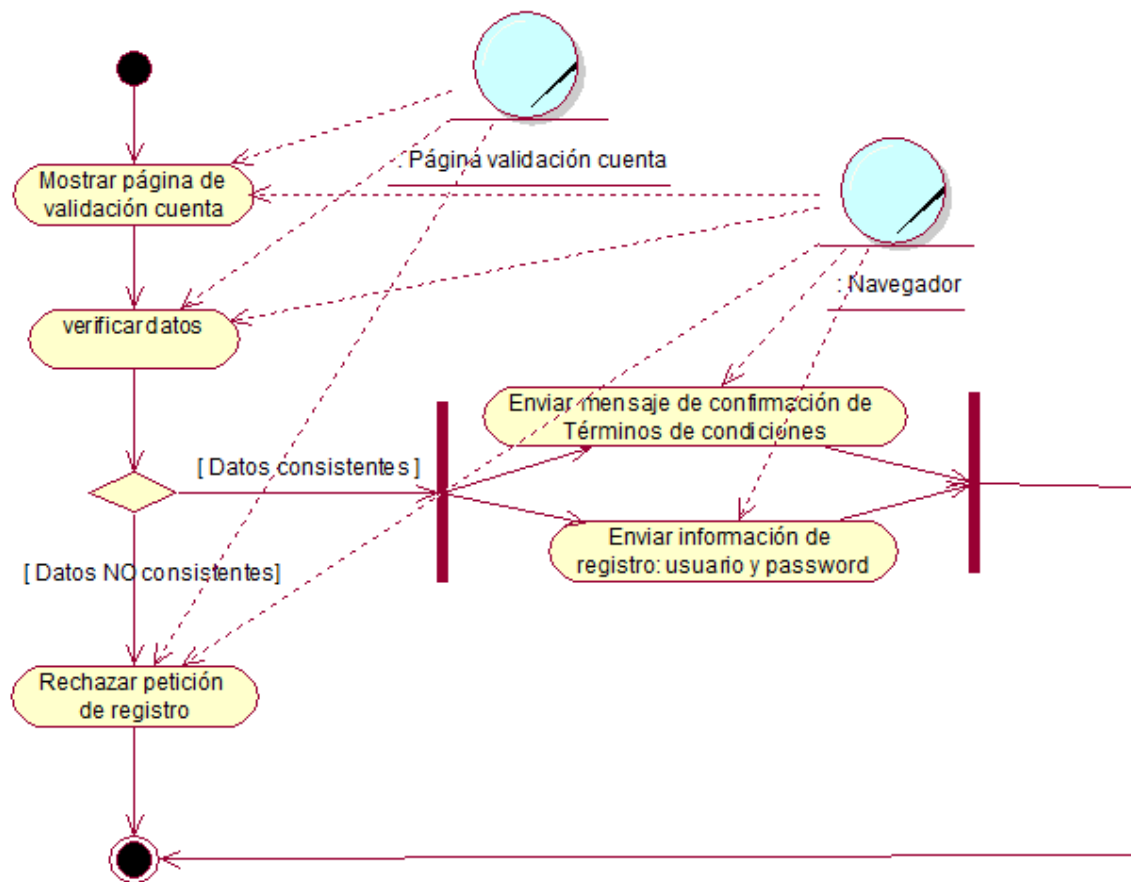 : Página validación cuenta
Mostrar página de
validación cuenta
: Navegador
verificar datos
Enviar mensaje de confirmación de
Términos de condiciones
[ Datos consistentes ]
Enviar información de
registro: usuario y password
[ Datos NO consistentes]
Rechazar petición
de registro